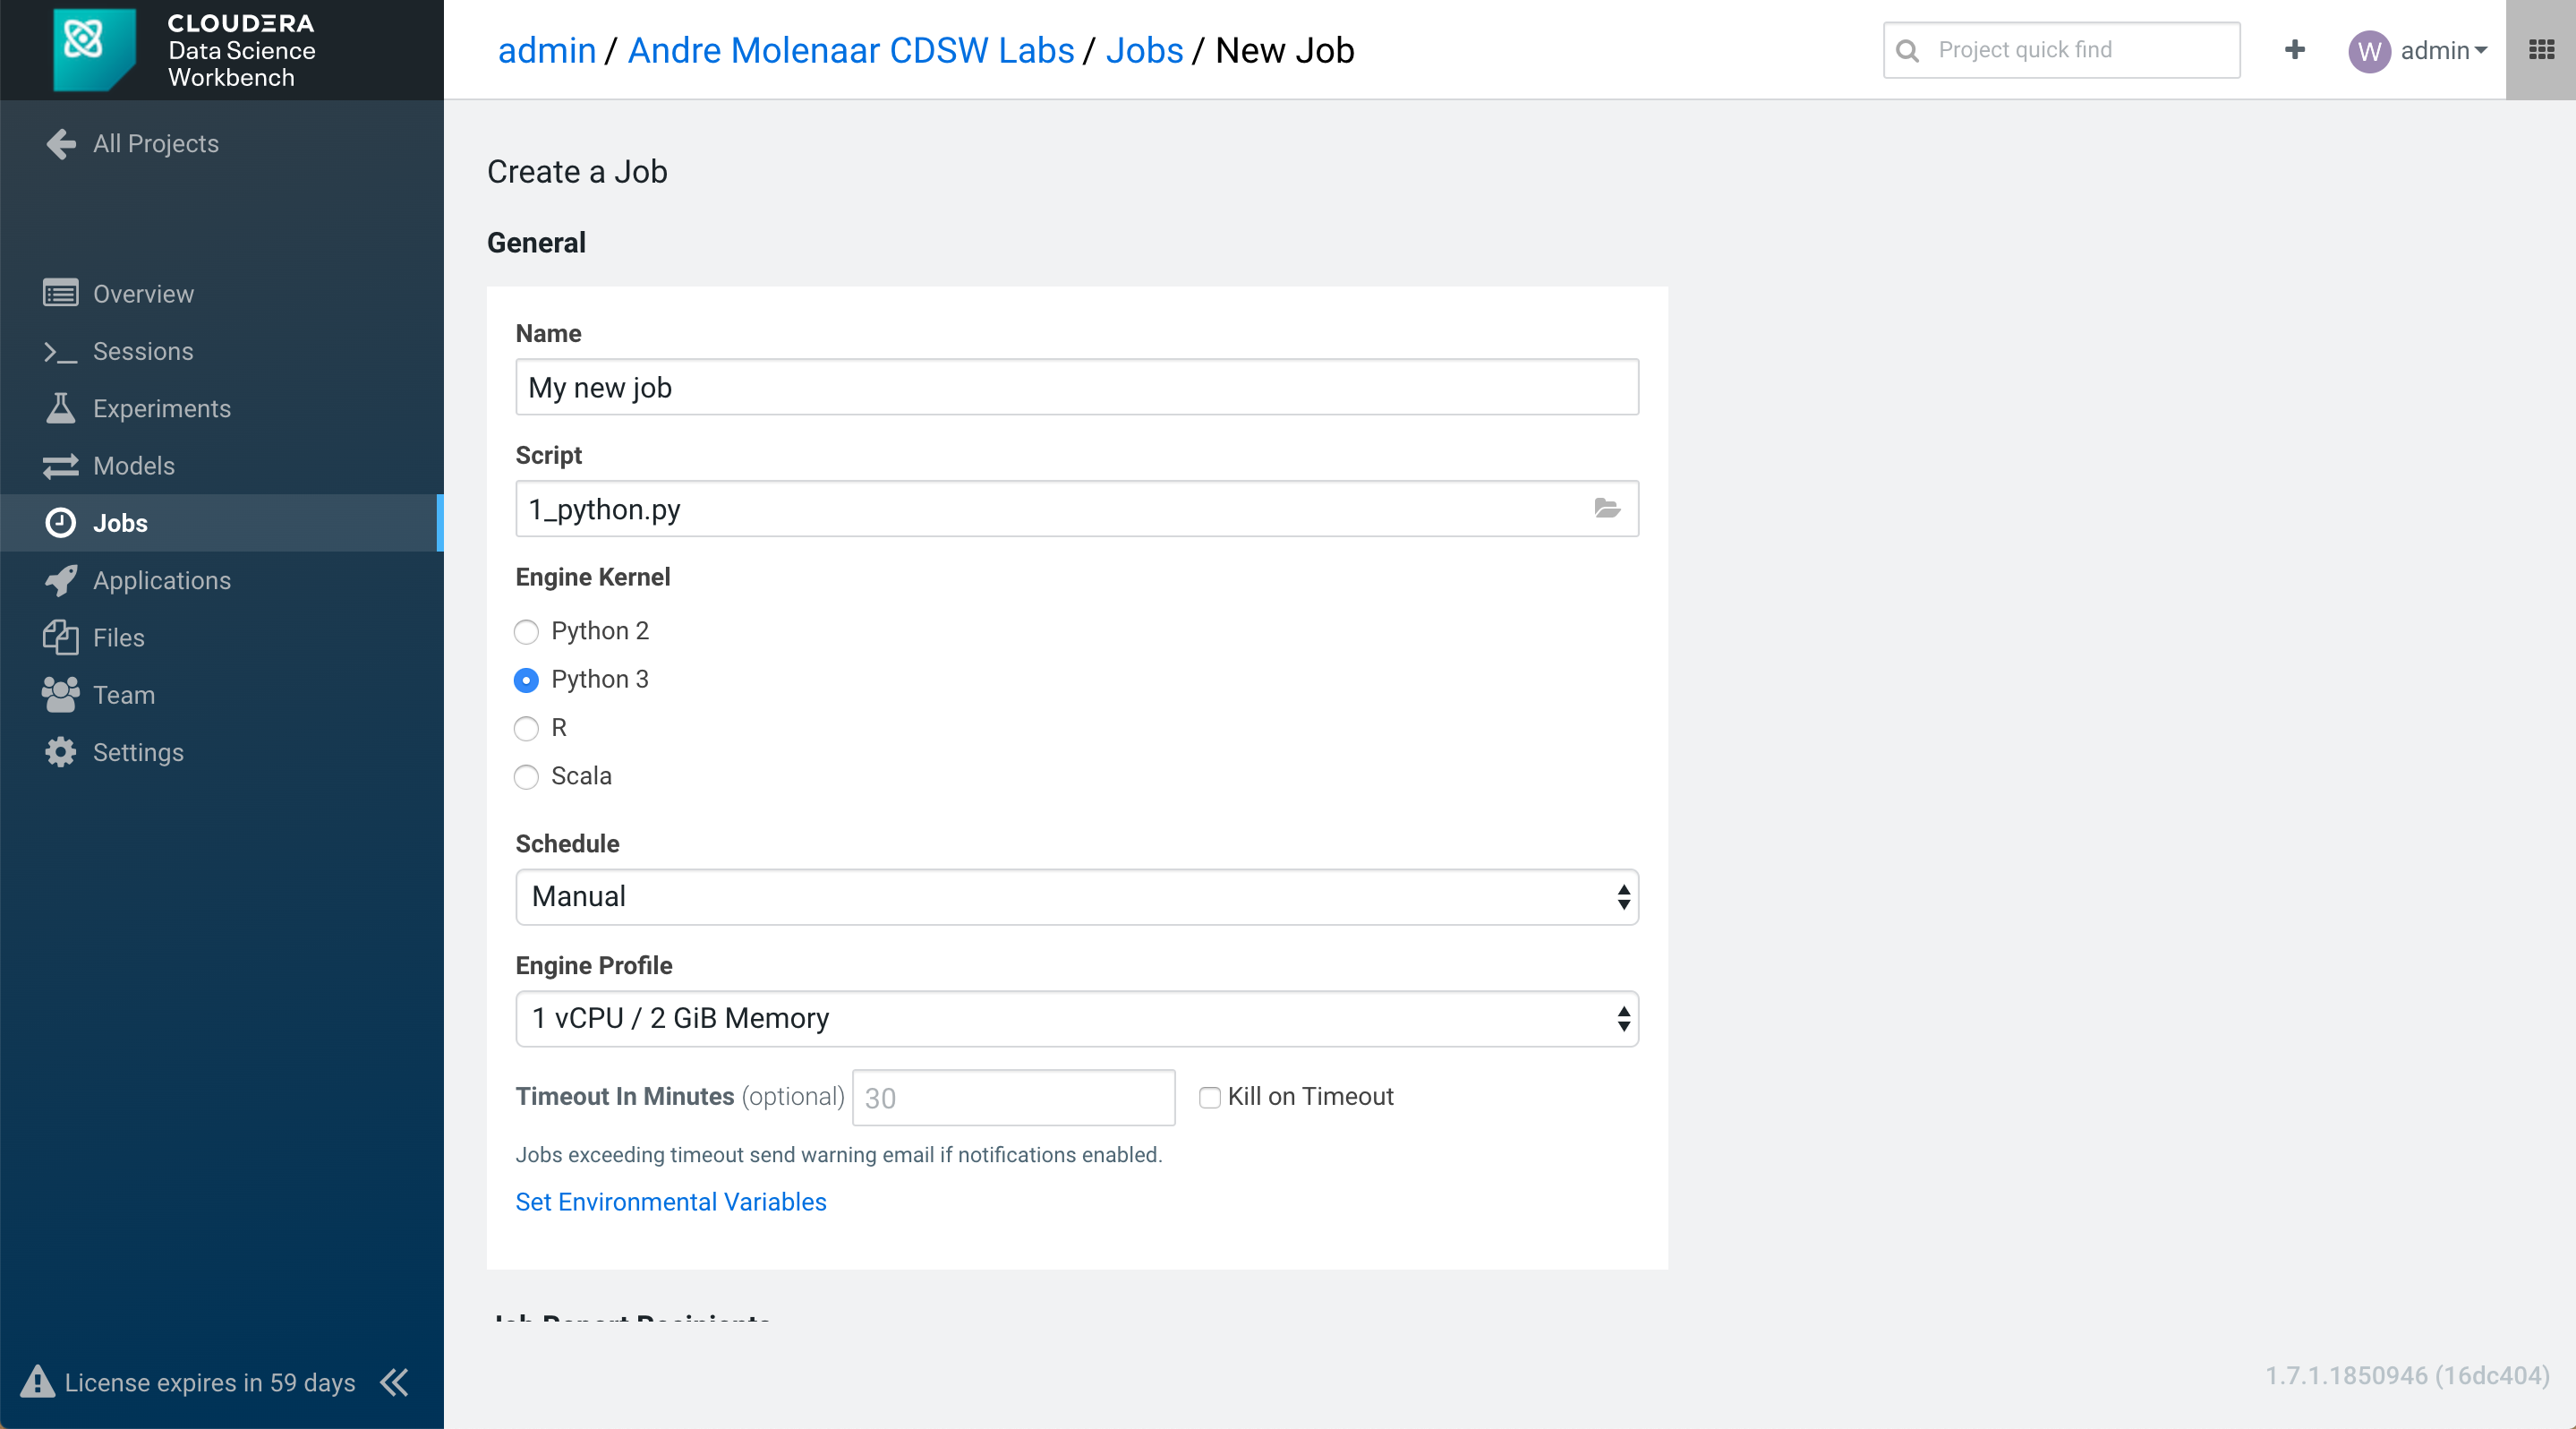 CLOUDERA
Data Science
Workbench
admin / Andre Molenaar CDSW Labs / Jobs / New Job
Project quick find
W admin
All Projects
Overview
Sessions
Experiments
Models
Jobs
Applications
Files
Team
Settings
License expires in 59 days
Create a Job
General
Name
My new job
Script
1_python.py
Engine Kernel
Python 2
Python 3
R
Scala
Schedule
Manual
Engine Profile
1 vCPU / 2 GiB Memory
Timeout In Minutes (optional) 30 Kill on Timeout
Jobs exceeding timeout send warning email if notifications enabled.
Set Environmental Variables
Job Report Recipients
1.7.1.1850946 (16dc404)